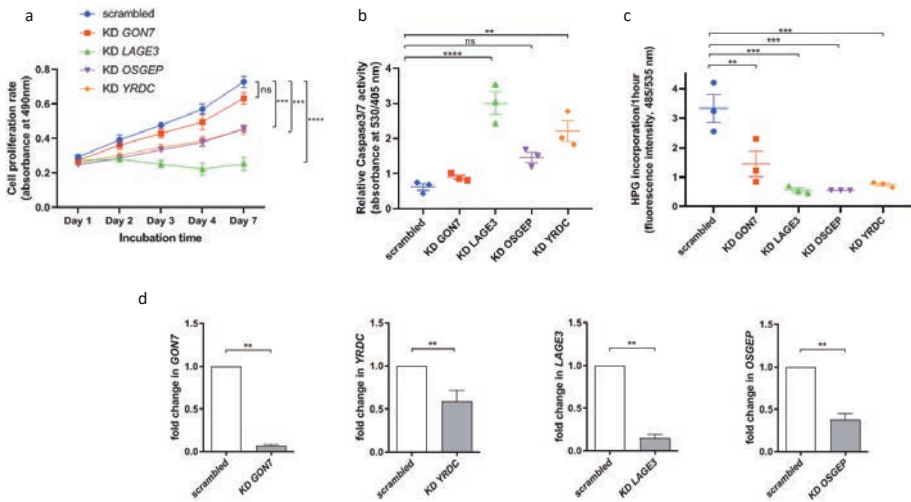 a
scrambled
KD GON7
KD LAGE3
KD OSGEP
KD YRDC
Cell proliferation rate
(absorbance at 490nm)
0.8
0.6
0.4
0.2
0.0
Day 1 Day 2 Day 3 Day 4 Day 7
Incubation time
ns
***
***
****
b
**
ns
****
Relative Caspase3/7 activity
(absorbance at 530/405 nm)
4
3
2
1
0
scrambled
KD GON7
KD LAGE3
KD OSGEP
KD YRDC
c
***
***
***
**
HPG incorporation/1hour
(fluorescence intensity, 485/535 nm)
5
4
3
2
1
0
scrambled
KD GON7
KD LAGE3
KD OSGEP
KD YRDC
d
fold change in GON7
1.5
1.0
0.5
0.0
**
scrambled
KD GON7
fold change in YRDC
1.5
1.0
0.5
0.0
**
scrambled
KD YRDC
fold change in LAGE3
1.5
1.0
0.5
0.0
**
scrambled
KD LAGE3
fold change in OSGEP
1.5
1.0
0.5
0.0
**
scrambled
KD OSGEP